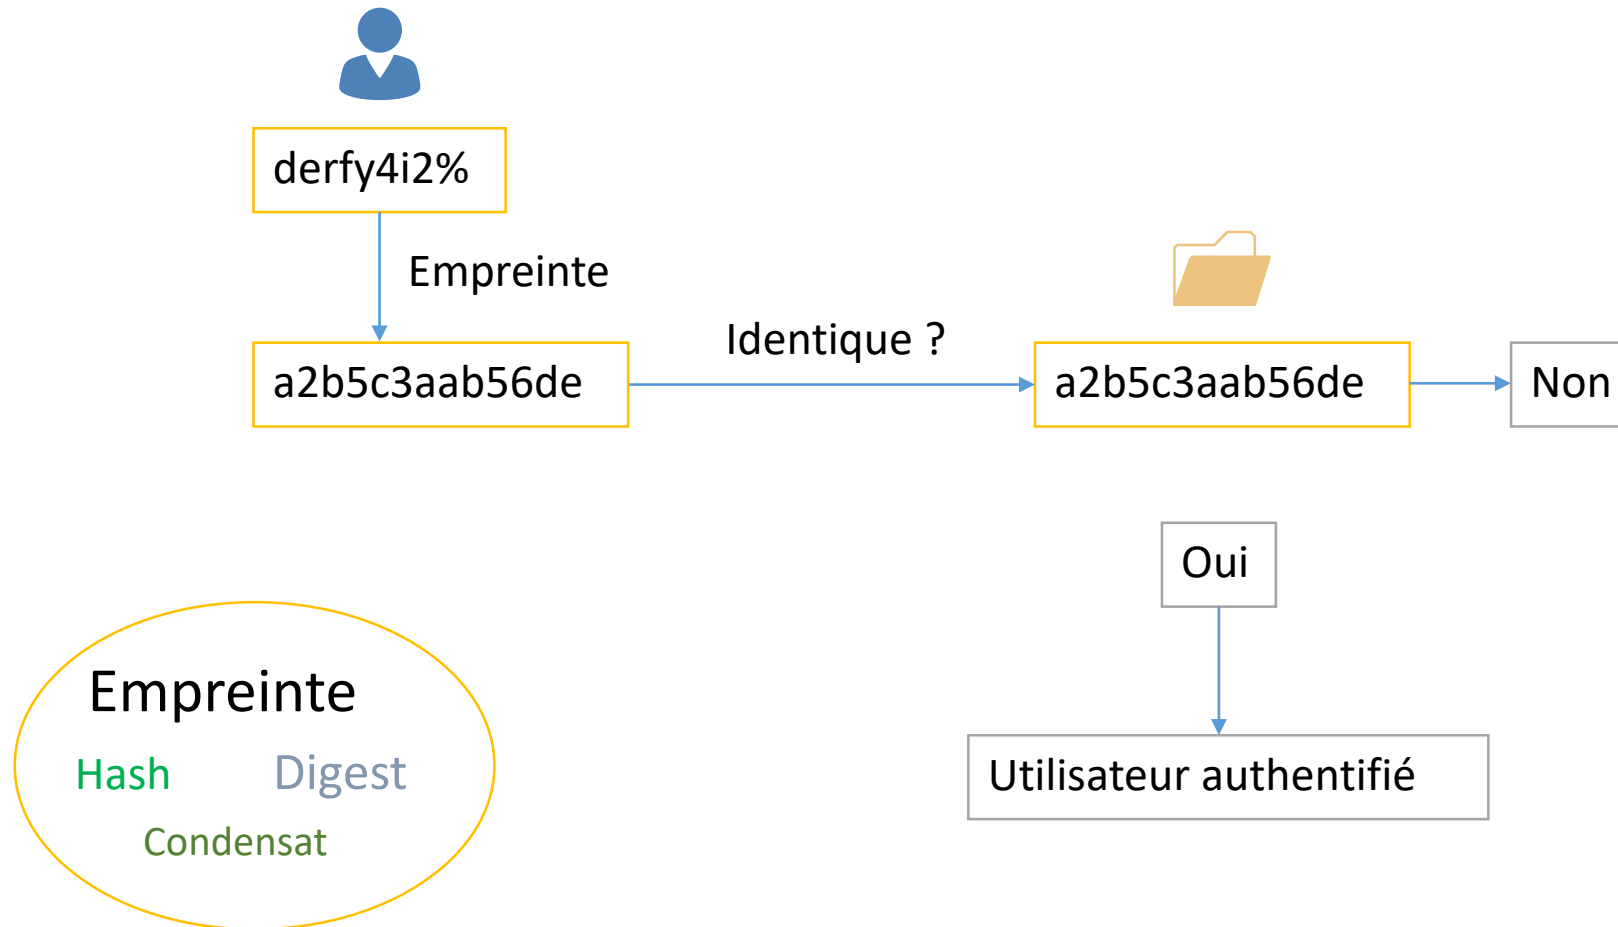 derfy4i2%
Empreinte
Identique ?
a2b5c3aab56de
a2b5c3aab56de
Non
Oui
Utilisateur authentifié
Empreinte
Hash
Digest
Condensat